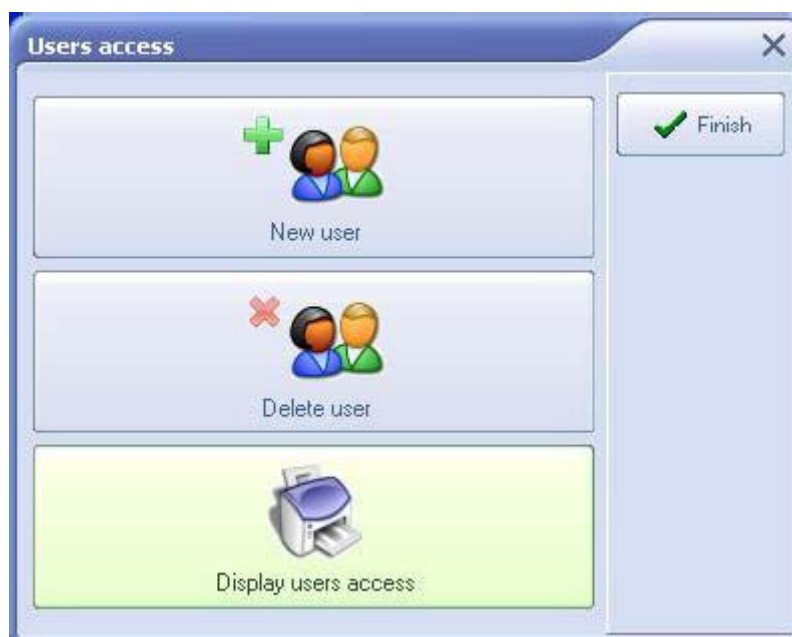 Users access
New user
Finish
Delete user
Display users access